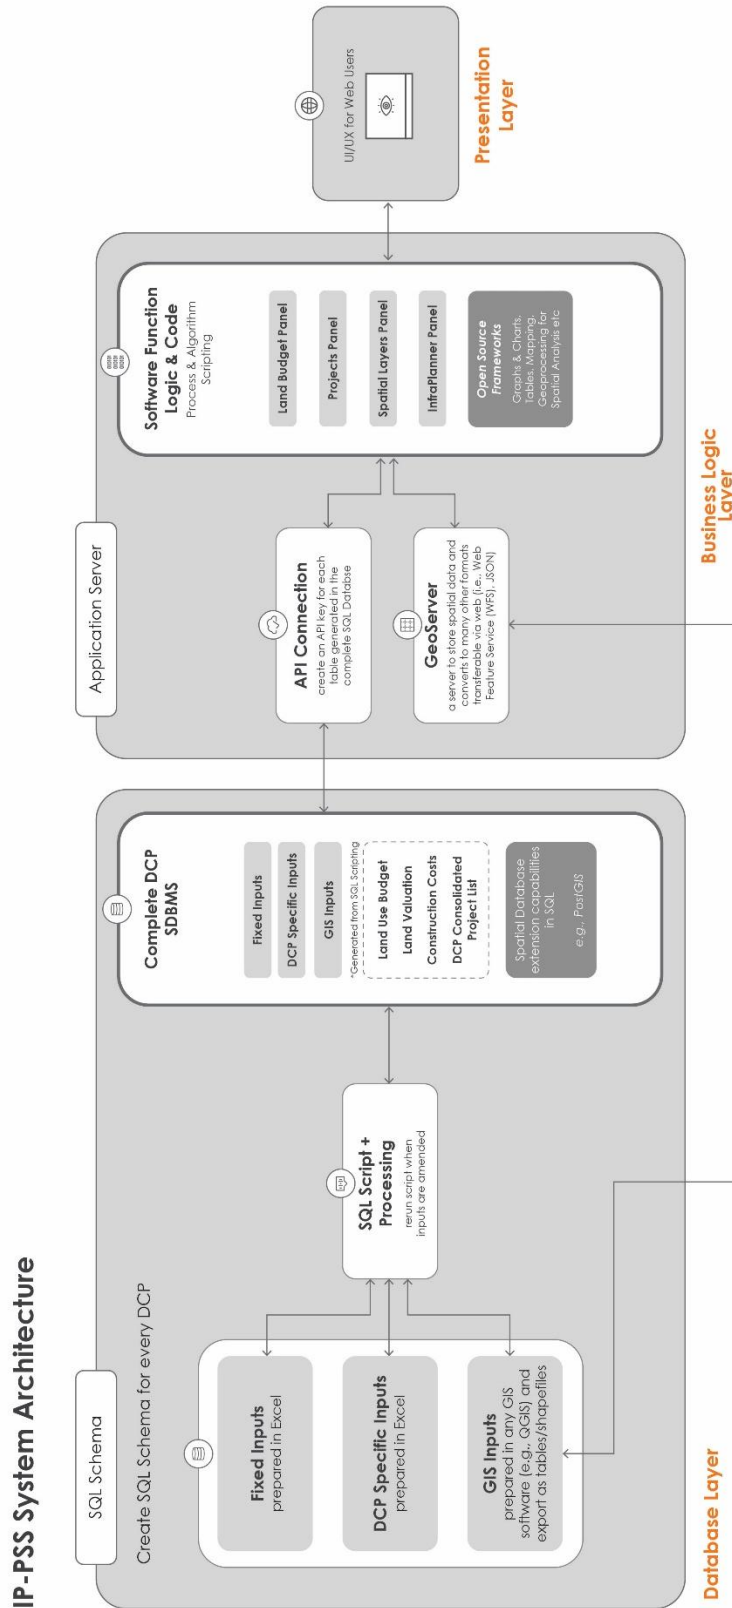 IP-PSS System Architecture
SQL Schema
Create SQL Schema for every DCP
Fixed Inputs
prepared in Excel
DCP Specific Inputs
prepared in Excel
GIS Inputs
prepared in any GIS
software (e.g., QGIS) and
export as tables/shapefiles
SQL Script +
Processing
rerun script when
inputs are amended
Complete DCP
SDBMS
Fixed Inputs
DCP Specific Inputs
GIS Inputs
*Generated from SQL Scripting
Land Use Budget
Land Valuation
Construction Costs
DCP Consolidated
Project List
Spatial Database
extension capabilities
in SQL
e.g., PostGIS
Database Layer
Application Server
API Connection
create an API key for each
table generated in the
complete SQL Databse
GeoServer
a server to store spatial data and
converts to many other formats
transferable via web (i.e., Web
Feature Service (WFS), JSON)
Software Function
Logic & Code
Process & Algorithm
Scripting
Land Budget Panel
Projects Panel
Spatial Layers Panel
InfraPlanner Panel
Open Source
Frameworks
Graphs & Charts,
Tables, Mapping,
Geoprocessing for
Spatial Analysis etc
Business Logic
Layer
UI/UX for Web Users
Presentation
Layer